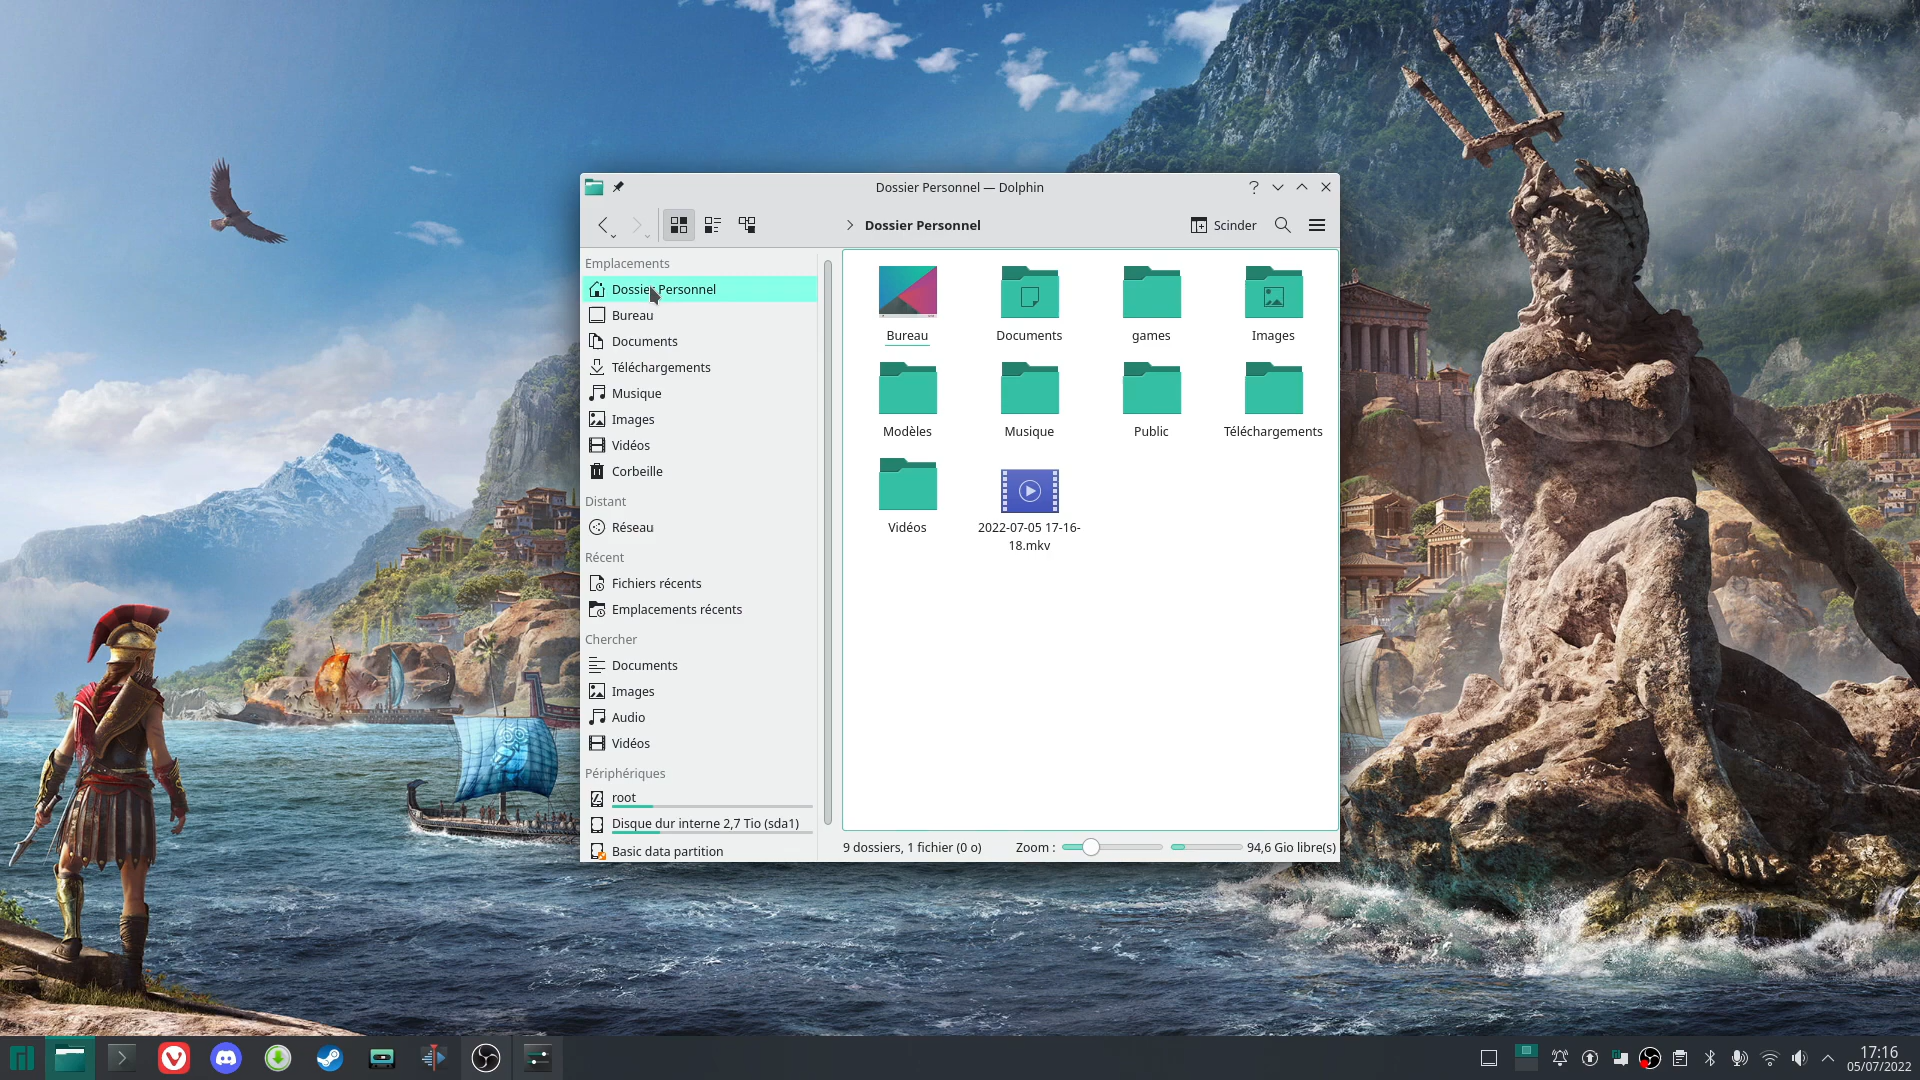 Dossier Personnel — Dolphin
Dossier Personnel
Scinder
Emplacements
Dossier Personnel
Bureau
Documents
Téléchargements
Musique
Images
Vidéos
Corbeille
Distant
Réseau
Récent
Fichiers récents
Emplacements récents
Chercher
Documents
Images
Audio
Vidéos
Périphériques
root
Disque dur interne 2,7 Tio (sda1)
Basic data partition
Bureau
Documents
games
Images
Modèles
Musique
Public
Téléchargements
Vidéos
2022-07-05 17-16-
18.mkv
9 dossiers, 1 fichier (0 o)
Zoom :
94,6 Gio libre(s)
17:16
05/07/2022